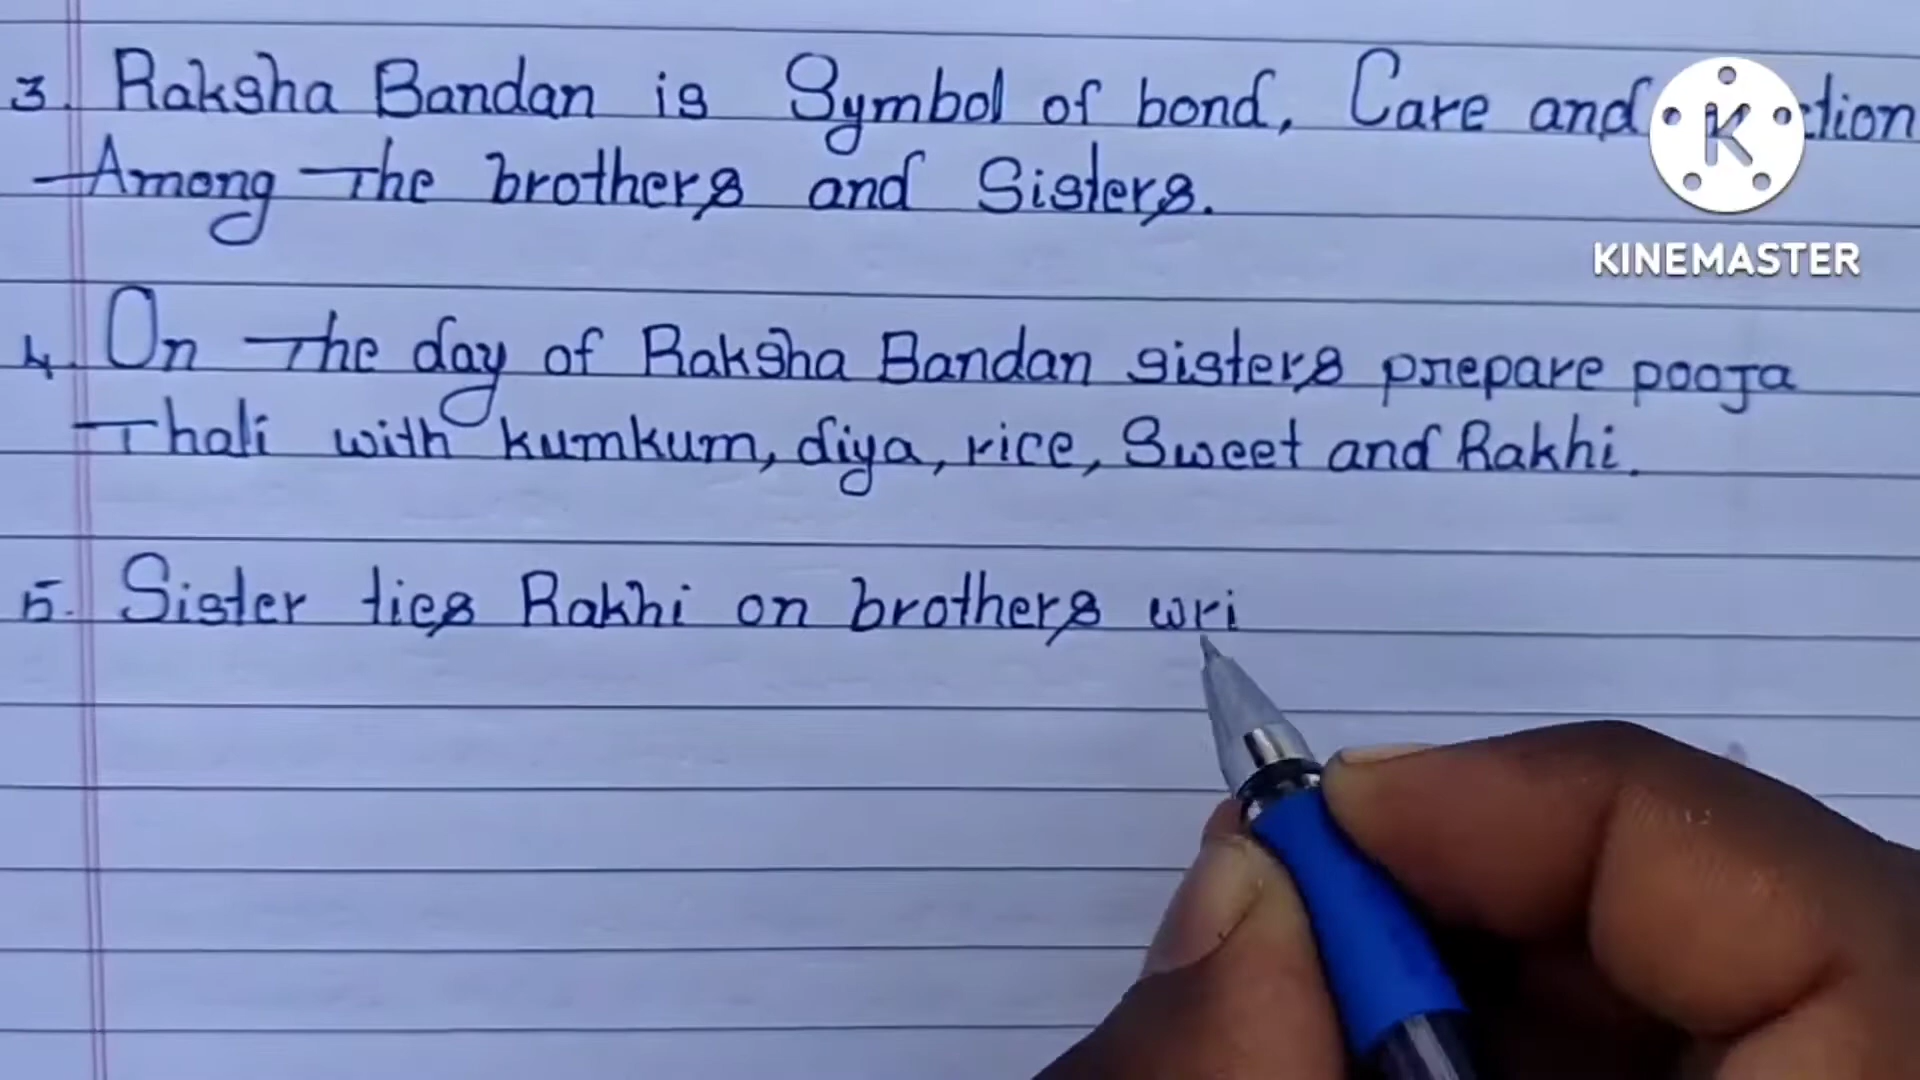 3. Raksha Bandan is Symbol of bond, Care and
Among The brothers and Sisters.
4. On The day of Raksha Bandan sisters prepare pooja
Thali with kumkum, diya, rice, Sweet and Rakhi.
5. Sister ties Rakhi on brothers wri
K
KINEMASTER